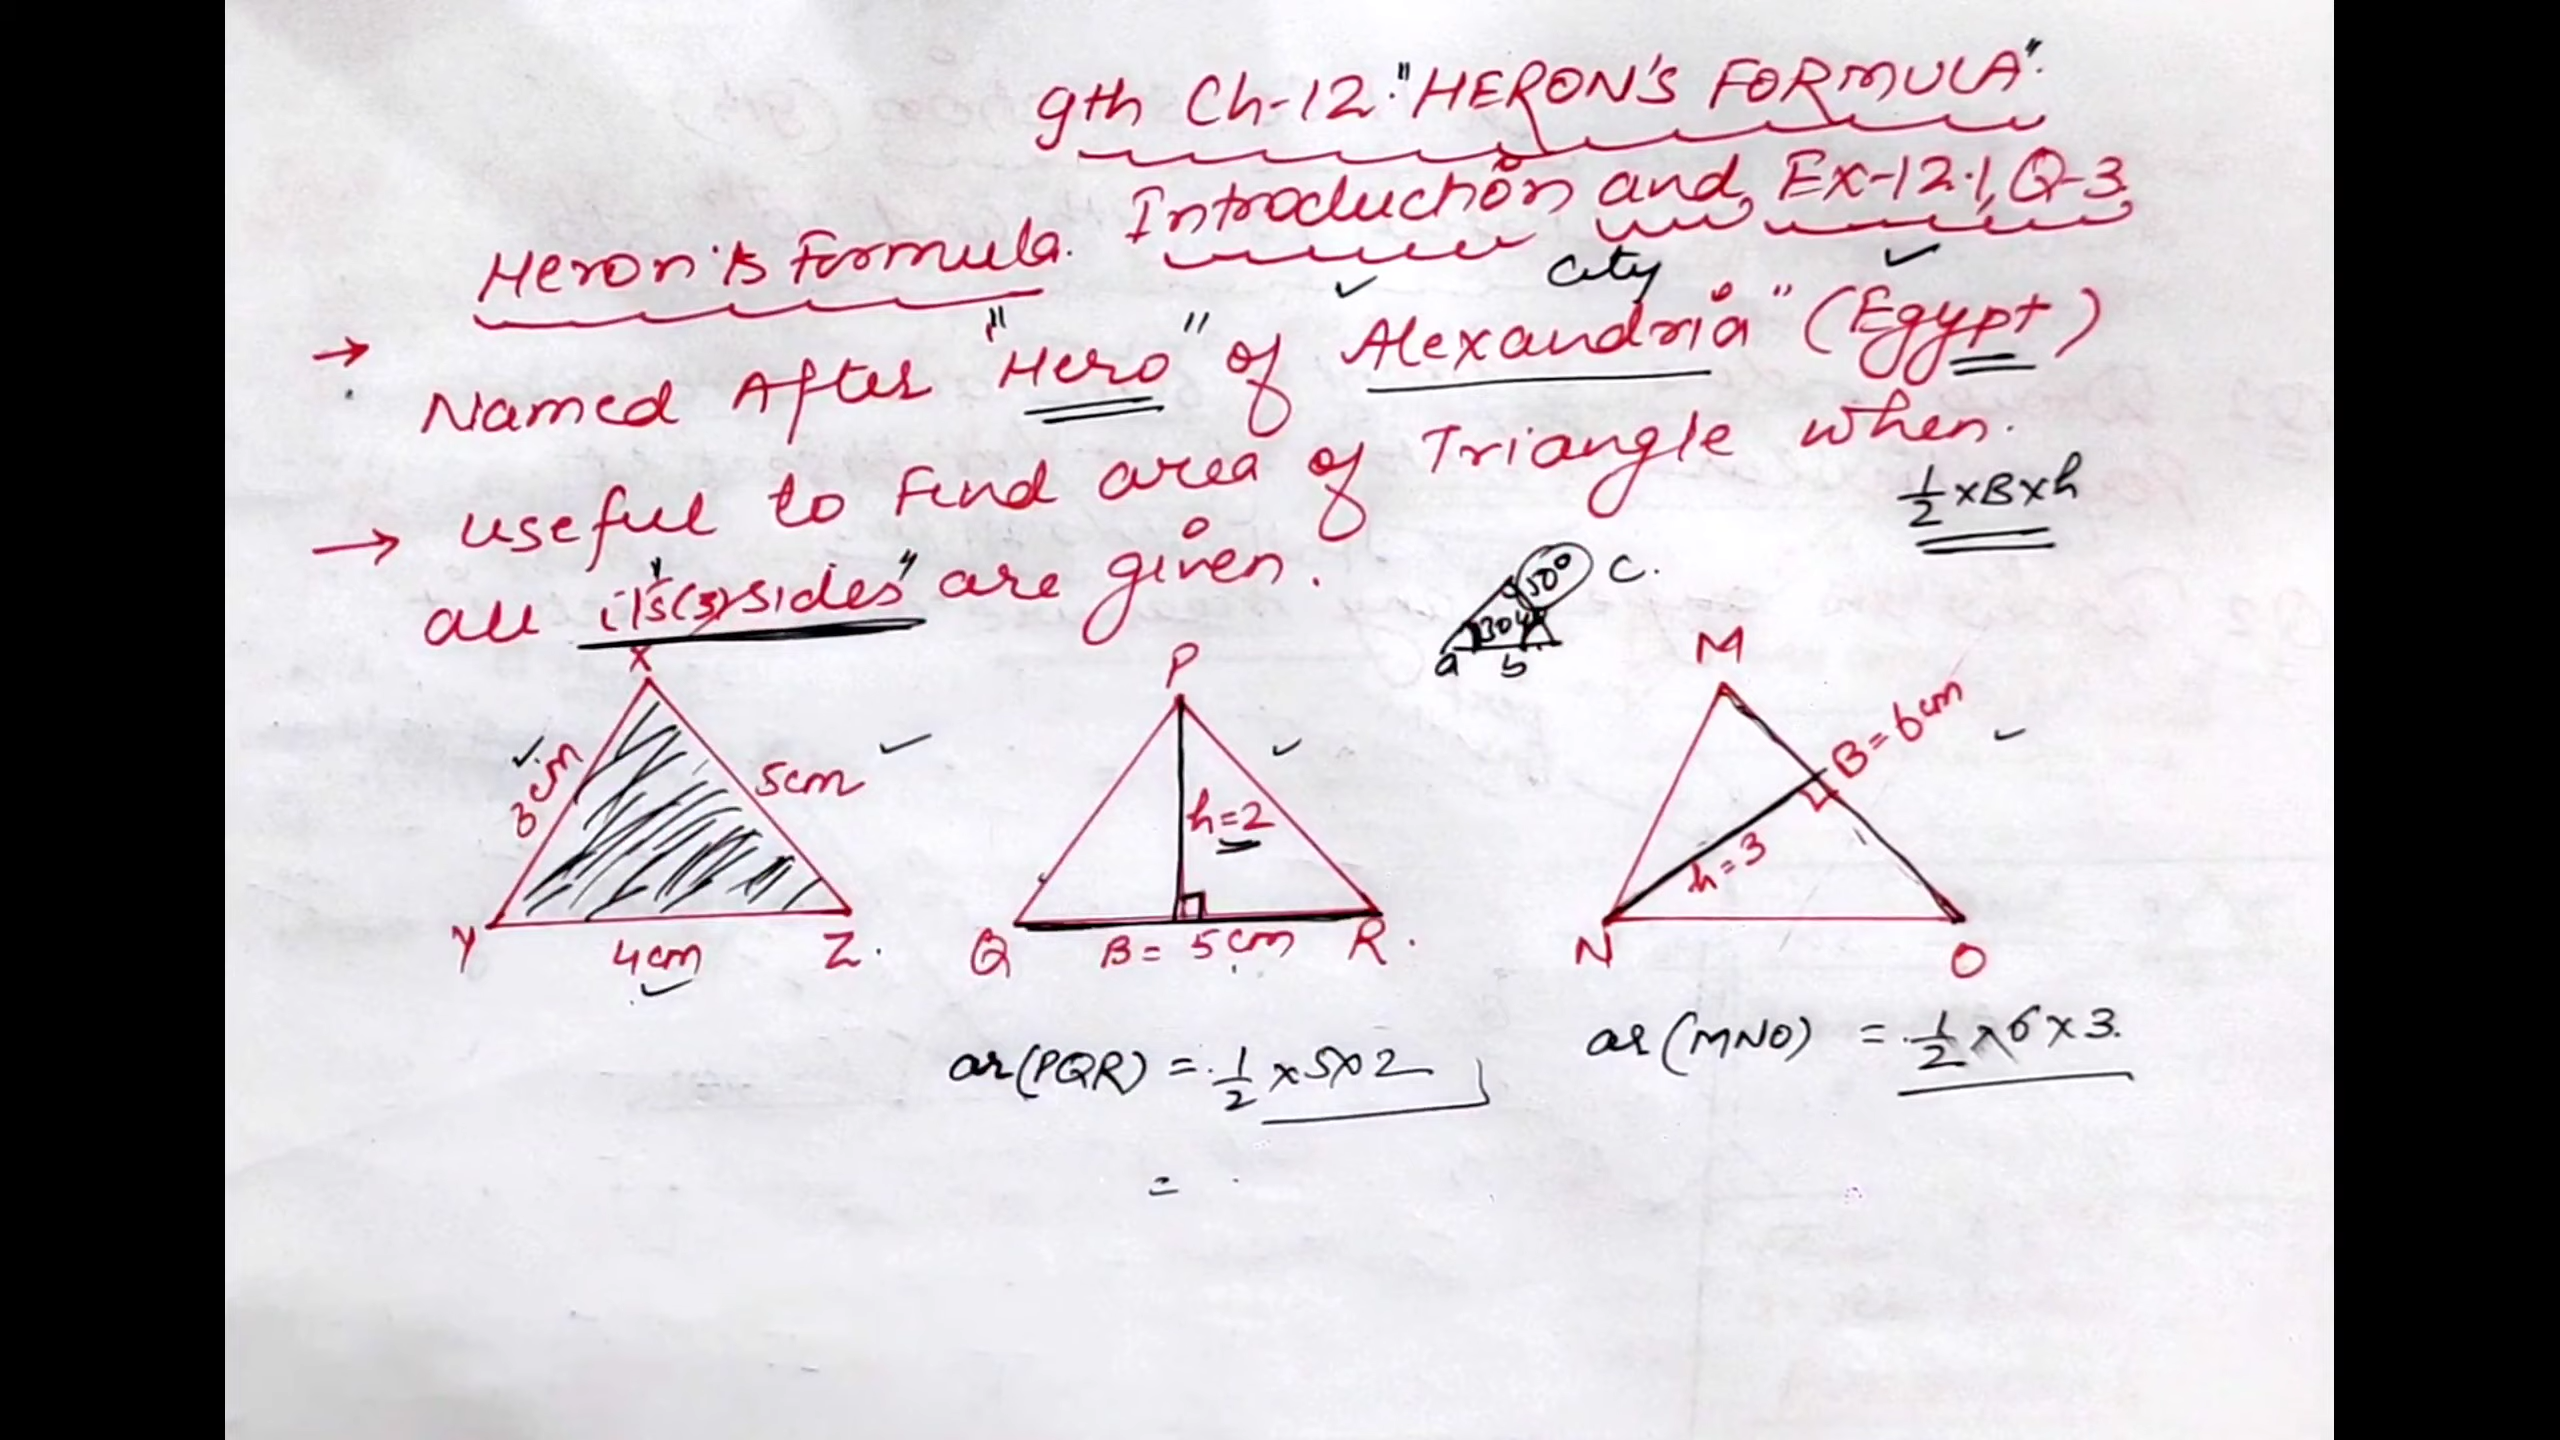 9th Ch-12. "HERON'S FORMULA".
Introduction and Ex-12.1, Q-3
Heron's Formula.
city
→ Named After "Hero" of Alexandria" (Egypt)
→ useful to Find area of Triangle when.
all its(3) sides" are given.
1/2 × B × h
50° c.
30
a b
X
3cm
5cm
Y
4cm
Z.
P
h=2
Q
B = 5cm
R.
M
B = 6cm
h = 3
N
O
ar(PQR) = 1/2 × 5 × 2
=
ar(MNO) = 1/2 × 6 × 3.